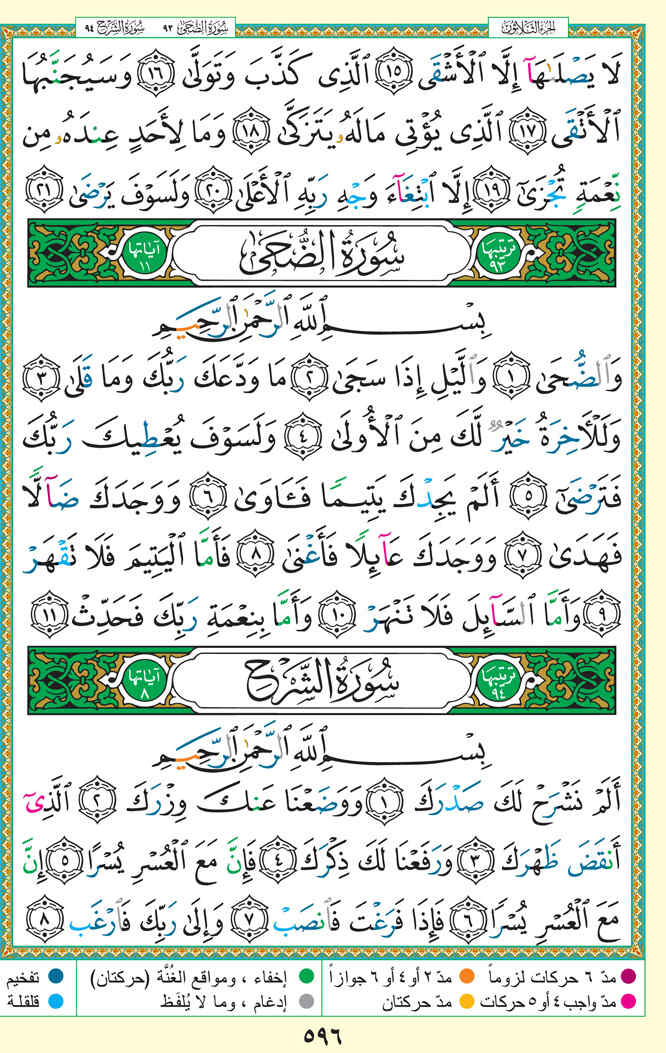 الجزء الثلاثون
سورة الضحى ٩٣ سورة الشرح ٩٤
لَا يَصْلَىٰهَآ إِلَّا ٱلْأَشْقَى ١٥ ٱلَّذِى كَذَّبَ وَتَوَلَّىٰ ١٦ وَسَيُجَنَّبُهَا
ٱلْأَتْقَى ١٧ ٱلَّذِى يُؤْتِى مَالَهُۥ يَتَزَكَّىٰ ١٨ وَمَا لِأَحَدٍ عِندَهُۥ مِن
نِّعْمَةٍ تُجْزَىٰٓ ١٩ إِلَّا ٱبْتِغَآءَ وَجْهِ رَبِّهِ ٱلْأَعْلَىٰ ٢٠ وَلَسَوْفَ يَرْضَىٰ ٢١
ترتيبها ٩٣ سُورَةُ الضُّحَىٰ آياتها ١١
بِسْمِ ٱللَّهِ ٱلرَّحْمَٰنِ ٱلرَّحِيمِ
وَٱلضُّحَىٰ ١ وَٱلَّيْلِ إِذَا سَجَىٰ ٢ مَا وَدَّعَكَ رَبُّكَ وَمَا قَلَىٰ ٣
وَلَلْـَٔاخِرَةُ خَيْرٌ لَّكَ مِنَ ٱلْأُولَىٰ ٤ وَلَسَوْفَ يُعْطِيكَ رَبُّكَ
فَتَرْضَىٰٓ ٥ أَلَمْ يَجِدْكَ يَتِيمًا فَـَٔاوَىٰ ٦ وَوَجَدَكَ ضَآلًّا
فَهَدَىٰ ٧ وَوَجَدَكَ عَآئِلًا فَأَغْنَىٰ ٨ فَأَمَّا ٱلْيَتِيمَ فَلَا تَقْهَرْ
٩ وَأَمَّا ٱلسَّآئِلَ فَلَا تَنْهَرْ ١٠ وَأَمَّا بِنِعْمَةِ رَبِّكَ فَحَدِّثْ ١١
ترتيبها ٩٤ سُورَةُ الشَّرْحِ آياتها ٨
بِسْمِ ٱللَّهِ ٱلرَّحْمَٰنِ ٱلرَّحِيمِ
أَلَمْ نَشْرَحْ لَكَ صَدْرَكَ ١ وَوَضَعْنَا عَنكَ وِزْرَكَ ٢ ٱلَّذِىٓ
أَنقَضَ ظَهْرَكَ ٣ وَرَفَعْنَا لَكَ ذِكْرَكَ ٤ فَإِنَّ مَعَ ٱلْعُسْرِ يُسْرًا ٥ إِنَّ
مَعَ ٱلْعُسْرِ يُسْرًا ٦ فَإِذَا فَرَغْتَ فَٱنصَبْ ٧ وَإِلَىٰ رَبِّكَ فَٱرْغَب ٨
مدّ ٦ حركات لزوماً مدّ ٢ أو ٤ أو ٦ جوازاً إخفاء ، ومواقع الغُنَّة (حركتان) تفخيم
مدّ واجب ٤ أو ٥ حركات مدّ حركتان إدغام ، وما لا يُلفَظ قلقلة
٥٩٦